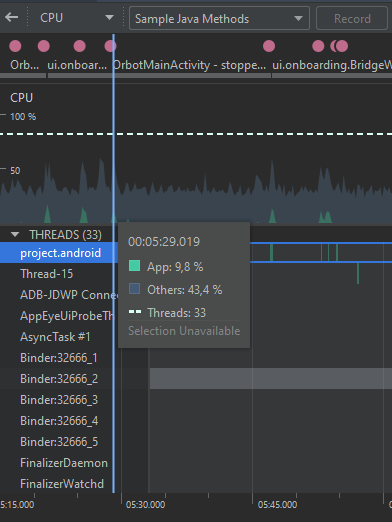 CPU Sample Java Methods Record
Orb... ui.onboar... OrbotMainActivity - stoppe... ui.onboarding.BridgeW
CPU
100 %
50
THREADS (33)
project.android
Thread-15
ADB-JDWP Conne
AppEyeUiProbeTh
AsyncTask #1
Binder:32666_1
Binder:32666_2
Binder:32666_3
Binder:32666_4
Binder:32666_5
FinalizerDaemon
FinalizerWatchd
00:05:29.019
App: 9,8 %
Others: 43,4 %
Threads: 33
Selection Unavailable
5:15.000 05:30.000 05:45.000